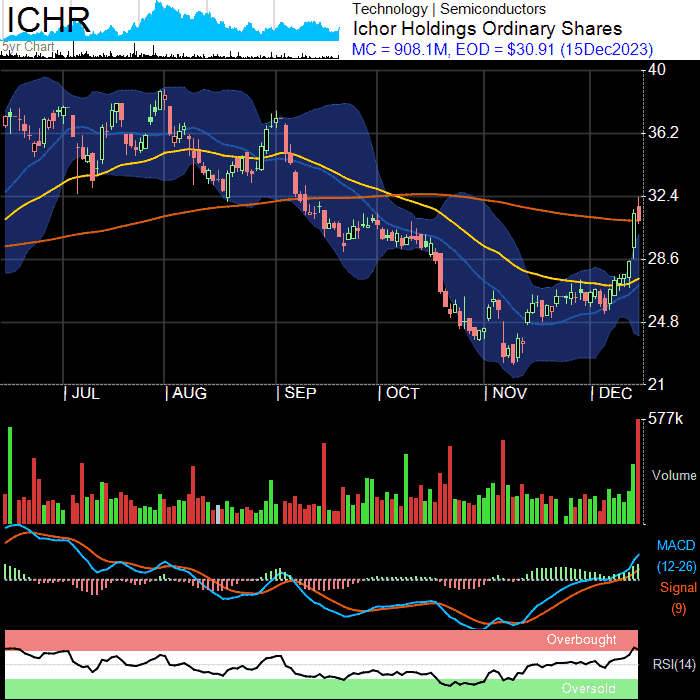 ICHR
5yr Chart
Technology | Semiconductors
Ichor Holdings Ordinary Shares
MC = 908.1M, EOD = $30.91 (15Dec2023)
40
36.2
32.4
28.6
24.8
21
| JUL | AUG | SEP | OCT | NOV | DEC
577k
Volume
MACD
(12-26)
Signal
(9)
Overbought
RSI(14)
Oversold